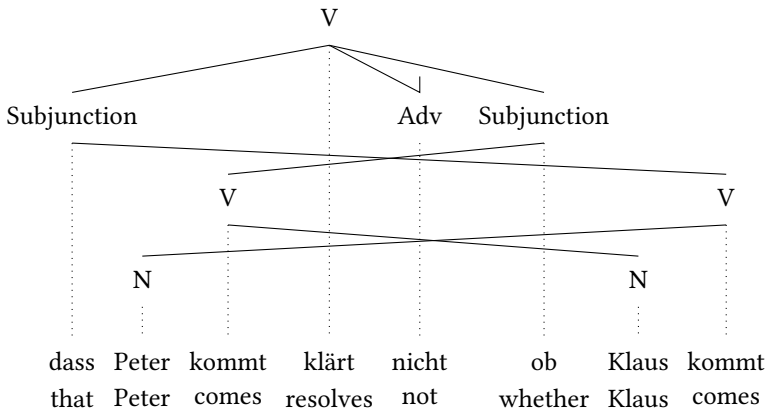 V
Subjunction Adv Subjunction
V V
N N
dass Peter kommt klärt nicht ob Klaus kommt
that Peter comes resolves not whether Klaus comes